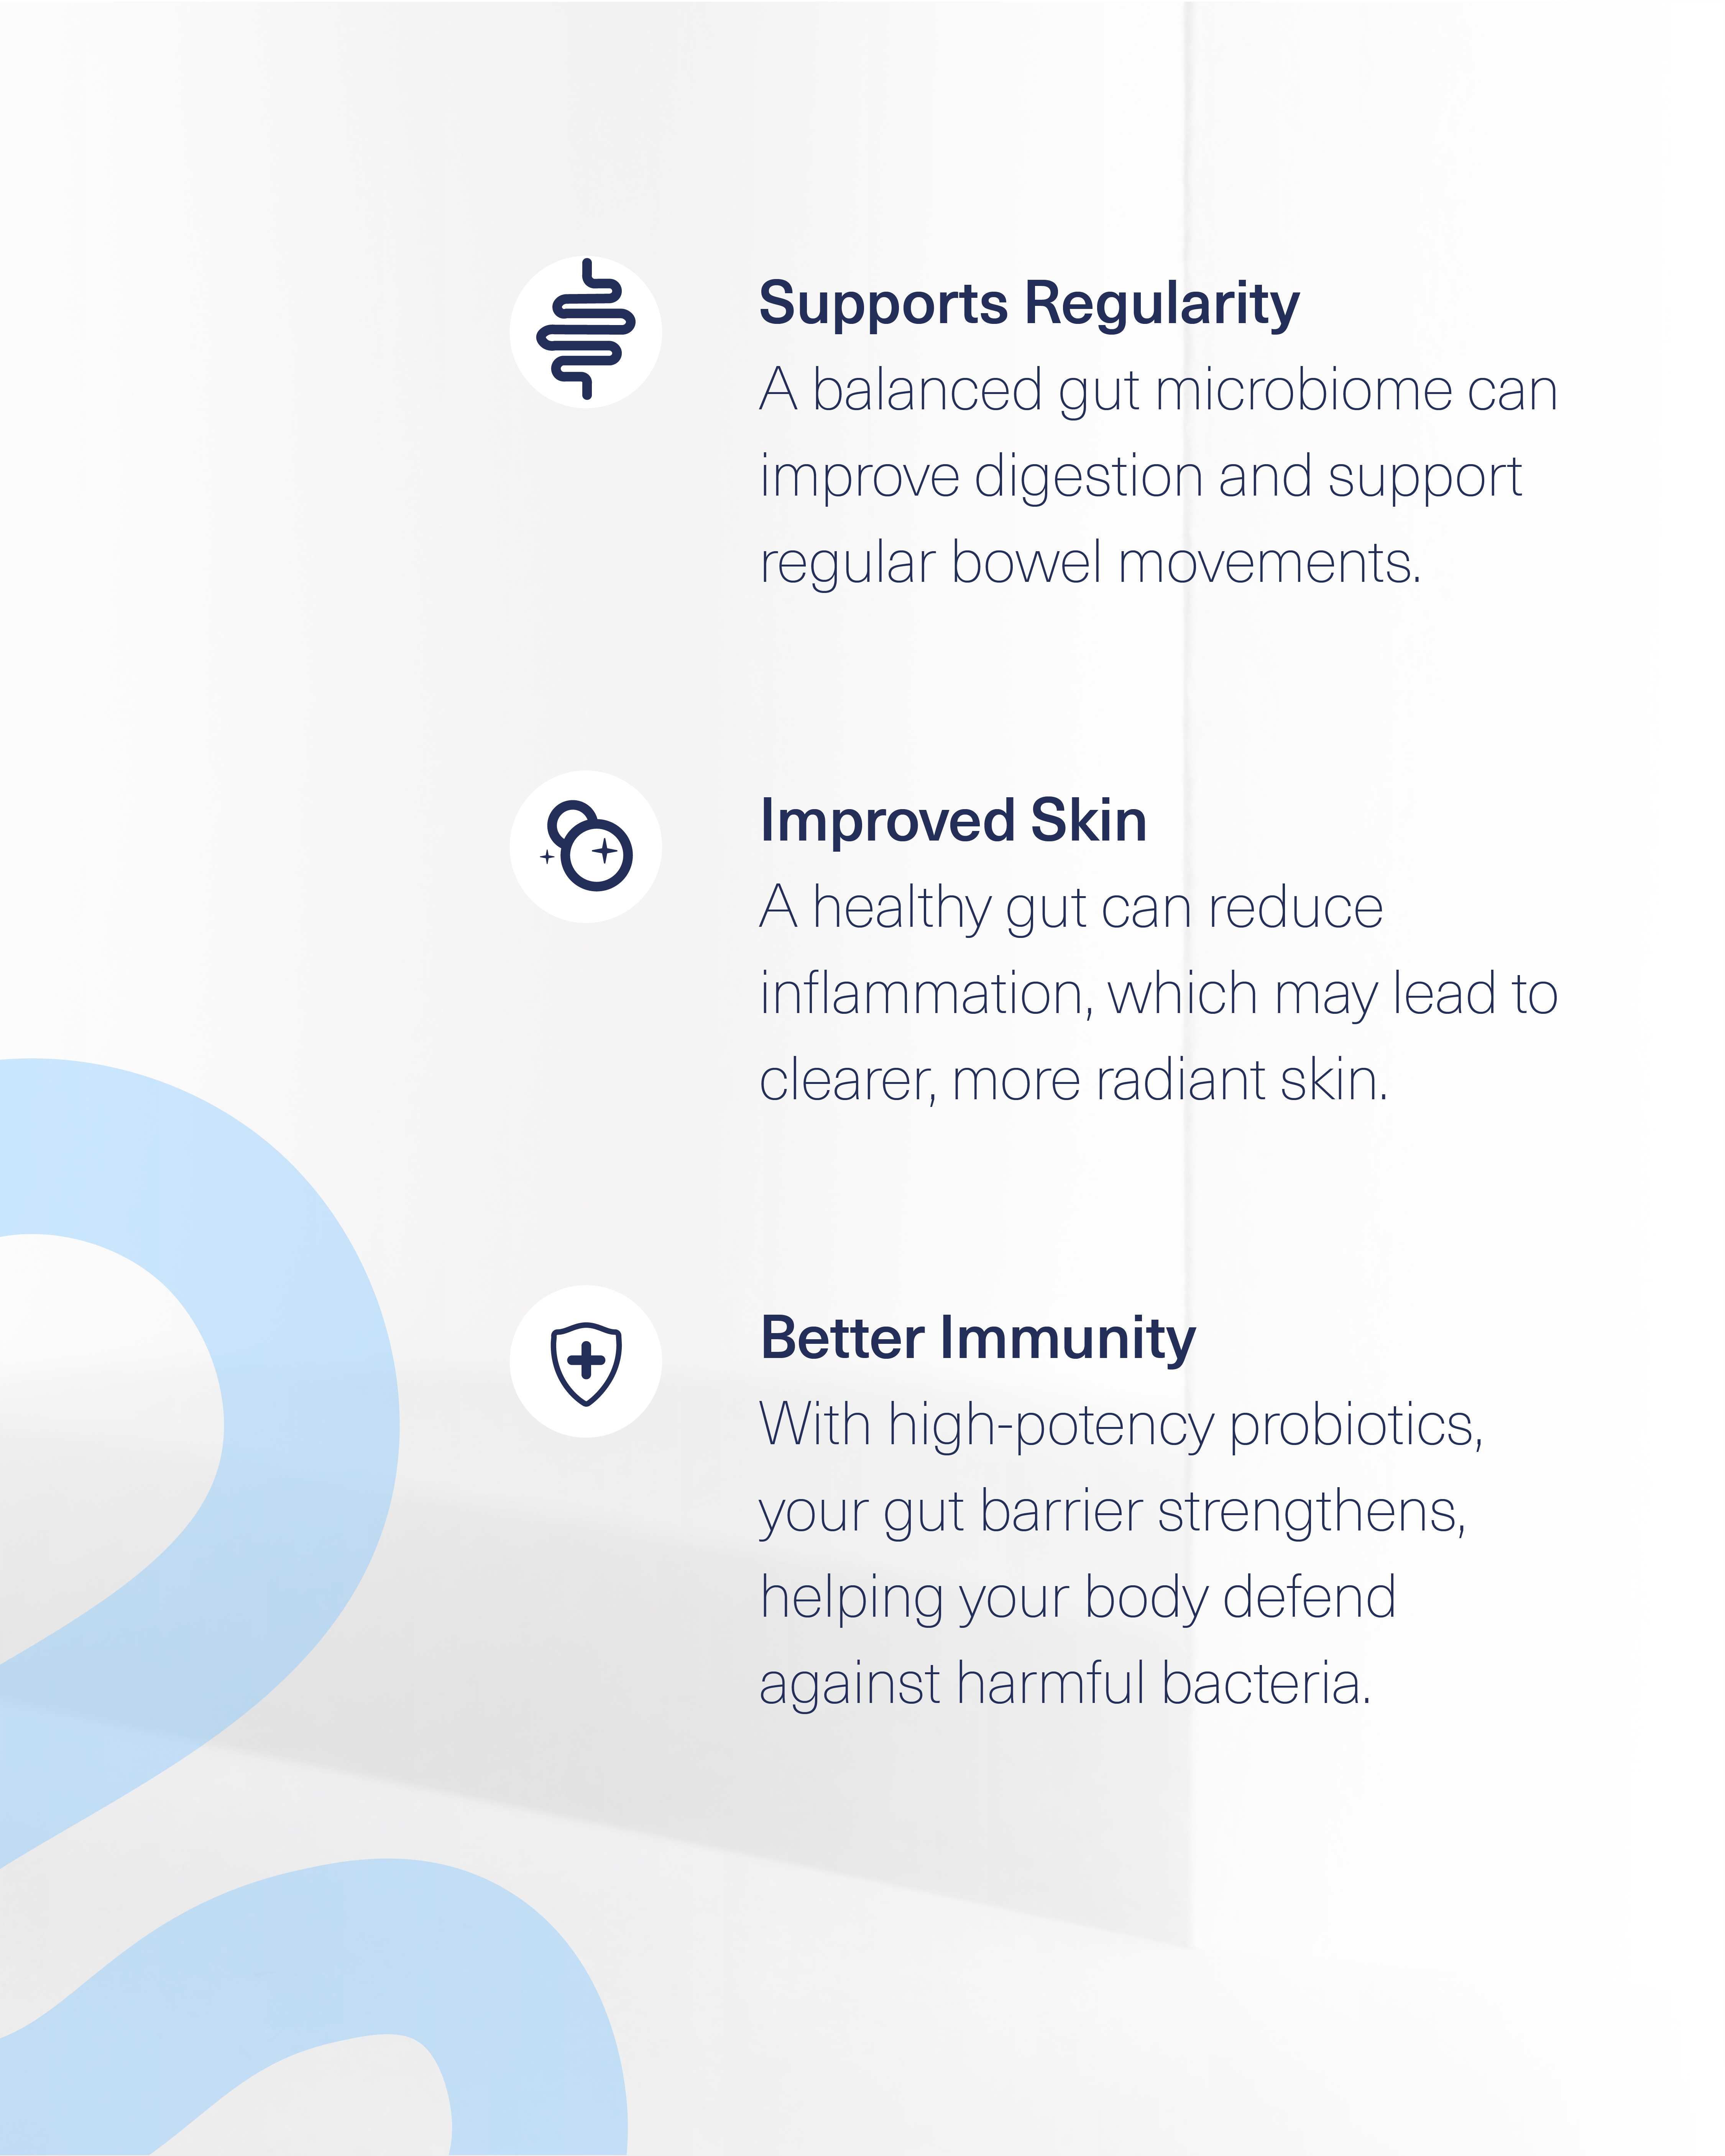 Supports Regularity
A balanced gut microbiome can
improve digestion and support
regular bowel movements.
Improved Skin
A healthy gut can reduce
inflammation, which may lead to
clearer, more radiant skin.
Better Immunity
With high-potency probiotics,
your gut barrier strengthens,
helping your body defend
against harmful bacteria.